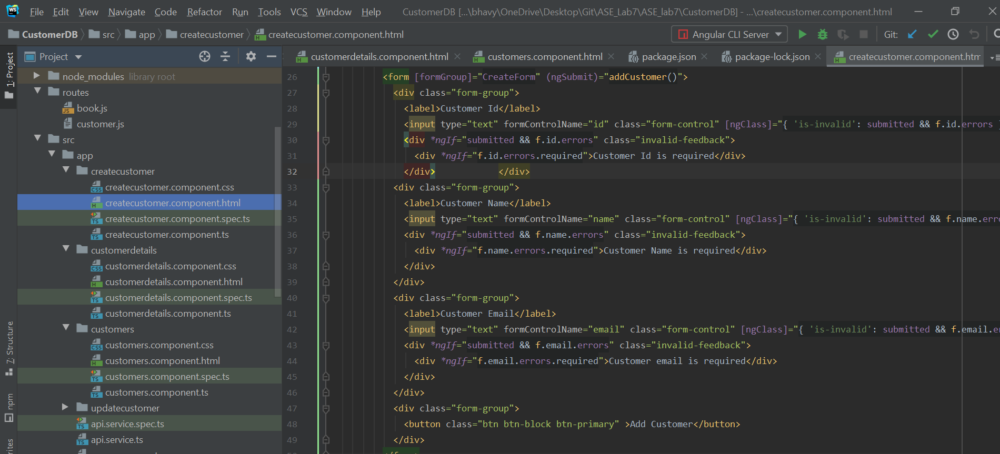 WS File Edit View Navigate Code Refactor Run Tools VCS Window Help CustomerDB [...\bhavy\OneDrive\Desktop\Git\ASE_Lab7\ASE_lab7\CustomerDB] - ...\createcustomer.component.html
CustomerDB src app createcustomer createcustomer.component.html Angular CLI Server Git:
Project customerdetails.component.html customers.component.html package.json package-lock.json createcustomer.component.htm
1: Project
7: Structure
npm
node_modules library root
routes
book.js
customer.js
src
app
createcustomer
createcustomer.component.css
createcustomer.component.html
createcustomer.component.spec.ts
createcustomer.component.ts
customerdetails
customerdetails.component.css
customerdetails.component.html
customerdetails.component.spec.ts
customerdetails.component.ts
customers
customers.component.css
customers.component.html
customers.component.spec.ts
customers.component.ts
updatecustomer
api.service.spec.ts
api.service.ts
26 <form [formGroup]="CreateForm" (ngSubmit)="addCustomer()">
27 <div class="form-group">
28 <label>Customer Id</label>
29 <input type="text" formControlName="id" class="form-control" [ngClass]="{ 'is-invalid': submitted && f.id.errors
30 <div *ngIf="submitted && f.id.errors" class="invalid-feedback">
31 <div *ngIf="f.id.errors.required">Customer Id is required</div>
32 </div> </div>
33 <div class="form-group">
34 <label>Customer Name</label>
35 <input type="text" formControlName="name" class="form-control" [ngClass]="{ 'is-invalid': submitted && f.name.erro
36 <div *ngIf="submitted && f.name.errors" class="invalid-feedback">
37 <div *ngIf="f.name.errors.required">Customer Name is required</div>
38 </div>
39 </div>
40 <div class="form-group">
41 <label>Customer Email</label>
42 <input type="text" formControlName="email" class="form-control" [ngClass]="{ 'is-invalid': submitted && f.email.e
43 <div *ngIf="submitted && f.email.errors" class="invalid-feedback">
44 <div *ngIf="f.email.errors.required">Customer email is required</div>
45 </div>
46 </div>
47 <div class="form-group">
48 <button class="btn btn-block btn-primary" >Add Customer</button>
49 </div>